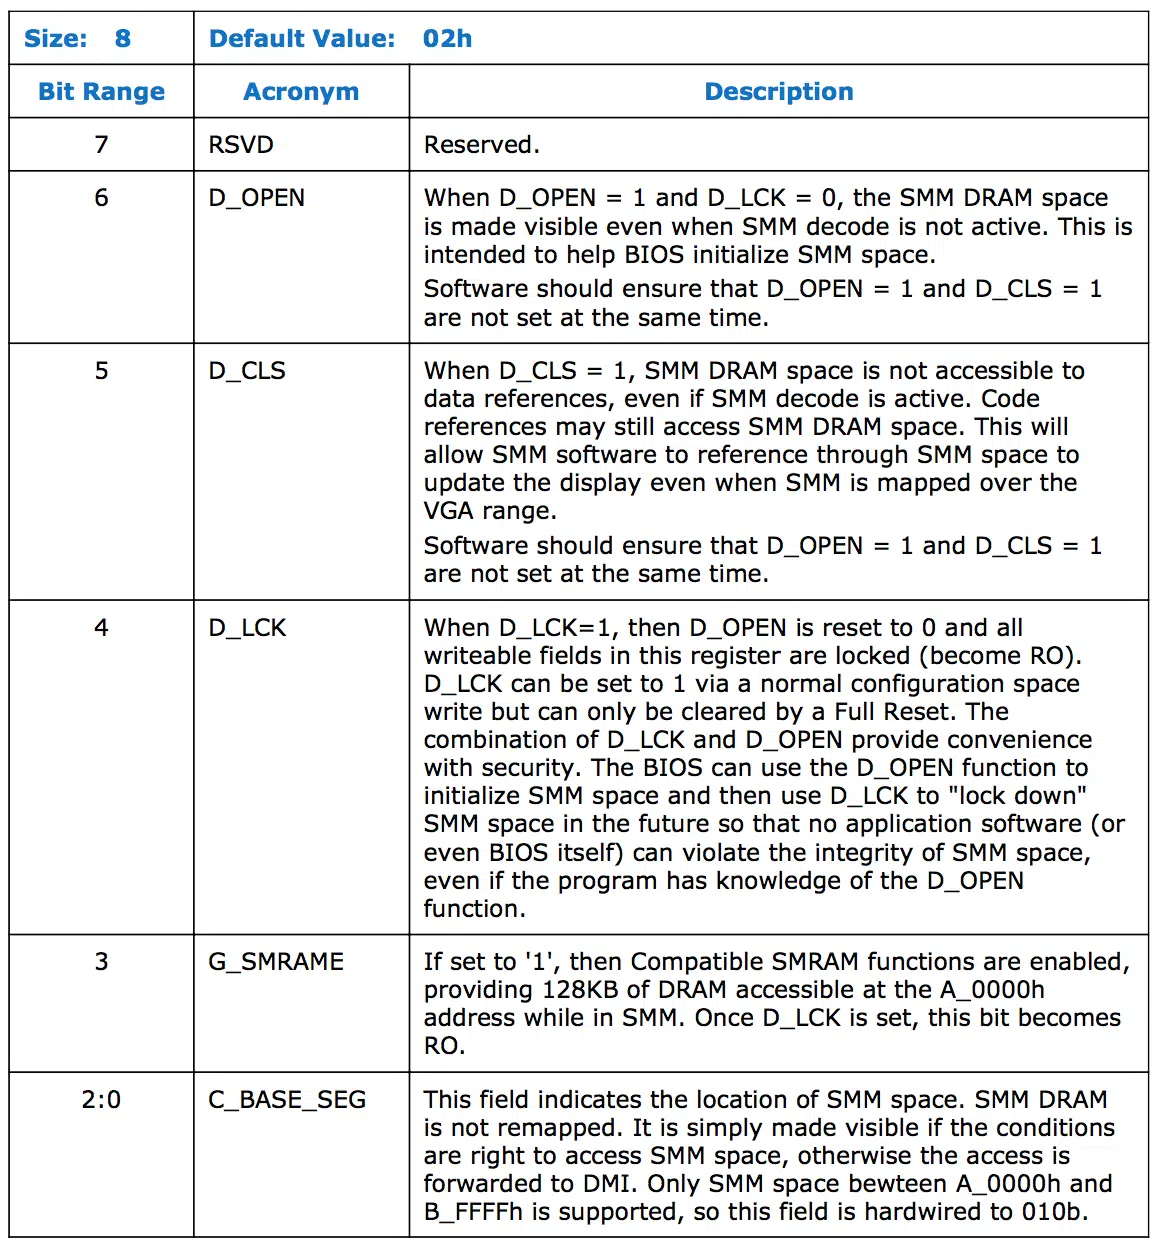 Size: 8 Default Value: 02h
Bit Range Acronym Description
7 RSVD Reserved.
6 D_OPEN When D_OPEN = 1 and D_LCK = 0, the SMM DRAM space
is made visible even when SMM decode is not active. This is
intended to help BIOS initialize SMM space.
Software should ensure that D_OPEN = 1 and D_CLS = 1
are not set at the same time.
5 D_CLS When D_CLS = 1, SMM DRAM space is not accessible to
data references, even if SMM decode is active. Code
references may still access SMM DRAM space. This will
allow SMM software to reference through SMM space to
update the display even when SMM is mapped over the
VGA range.
Software should ensure that D_OPEN = 1 and D_CLS = 1
are not set at the same time.
4 D_LCK When D_LCK=1, then D_OPEN is reset to 0 and all
writeable fields in this register are locked (become RO).
D_LCK can be set to 1 via a normal configuration space
write but can only be cleared by a Full Reset. The
combination of D_LCK and D_OPEN provide convenience
with security. The BIOS can use the D_OPEN function to
initialize SMM space and then use D_LCK to "lock down"
SMM space in the future so that no application software (or
even BIOS itself) can violate the integrity of SMM space,
even if the program has knowledge of the D_OPEN
function.
3 G_SMRAME If set to '1', then Compatible SMRAM functions are enabled,
providing 128KB of DRAM accessible at the A_0000h
address while in SMM. Once D_LCK is set, this bit becomes
RO.
2:0 C_BASE_SEG This field indicates the location of SMM space. SMM DRAM
is not remapped. It is simply made visible if the conditions
are right to access SMM space, otherwise the access is
forwarded to DMI. Only SMM space bewteen A_0000h and
B_FFFFh is supported, so this field is hardwired to 010b.